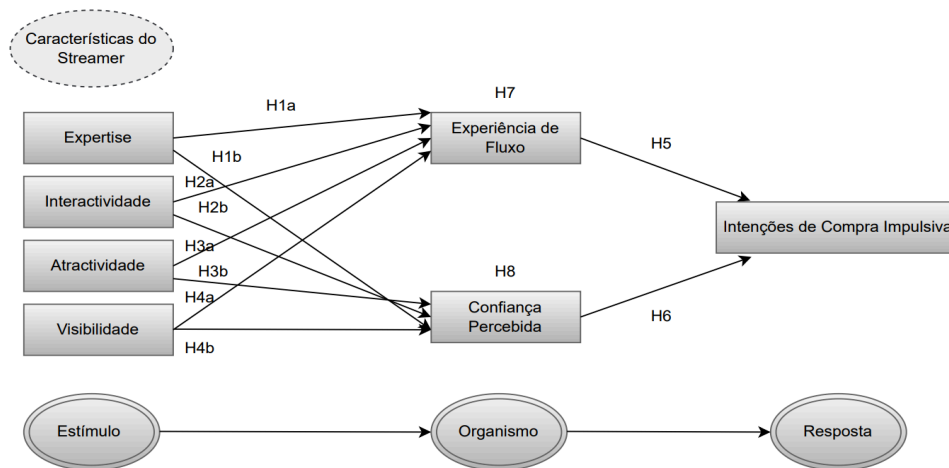 Características do
Streamer
H1a
H7
Expertise
Experiência de
Fluxo
H5
H1b
H2a
Interactividade
H2b
Intenções de Compra Impulsiva
H3a
Atractividade
H3b
H8
H4a
Confiança
Percebida
Visibilidade
H6
H4b
Estímulo
Organismo
Resposta